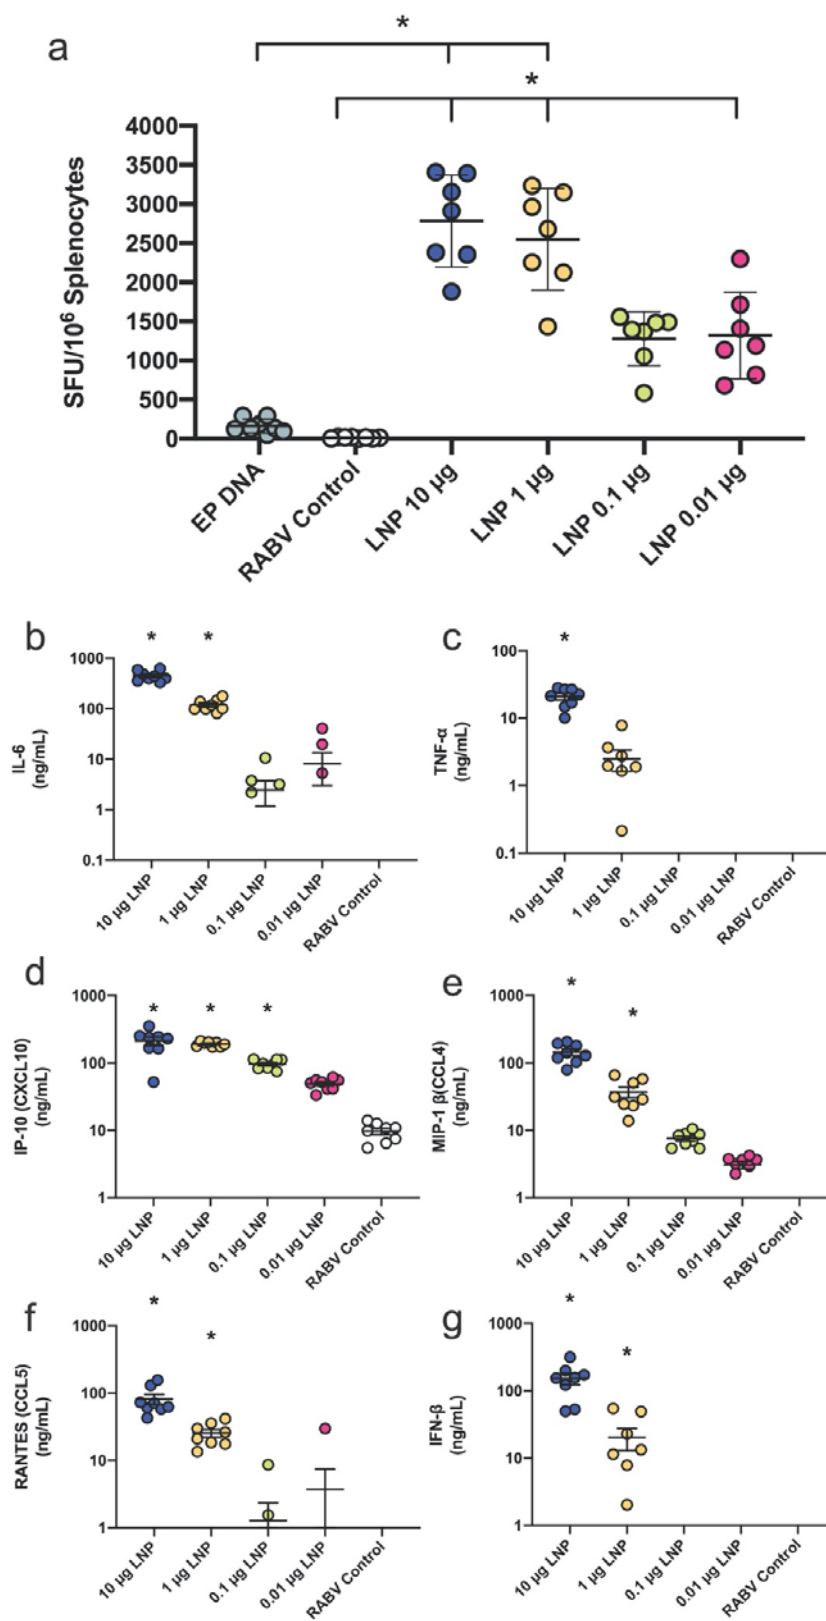 a
*
*
SFU/10⁶ Splenocytes
4000
3500
3000
2500
2000
1500
1000
500
0
EP DNA
RABV Control
LNP 10 µg
LNP 1 µg
LNP 0.1 µg
LNP 0.01 µg
b
* *
IL-6
(ng/mL)
1000
100
10
1
0.1
10 µg LNP
1 µg LNP
0.1 µg LNP
0.01 µg LNP
RABV Control
c
*
TNF-α
(ng/mL)
100
10
1
0.1
10 µg LNP
1 µg LNP
0.1 µg LNP
0.01 µg LNP
RABV Control
d
* * *
IP-10 (CXCL10)
(ng/mL)
1000
100
10
1
10 µg LNP
1 µg LNP
0.1 µg LNP
0.01 µg LNP
RABV Control
e
*
*
MIP-1 β(CCL4)
(ng/mL)
1000
100
10
1
10 µg LNP
1 µg LNP
0.1 µg LNP
0.01 µg LNP
RABV Control
f
*
*
RANTES (CCL5)
(ng/mL)
1000
100
10
1
10 µg LNP
1 µg LNP
0.1 µg LNP
0.01 µg LNP
RABV Control
g
*
*
IFN-β
(ng/mL)
1000
100
10
1
10 µg LNP
1 µg LNP
0.1 µg LNP
0.01 µg LNP
RABV Control